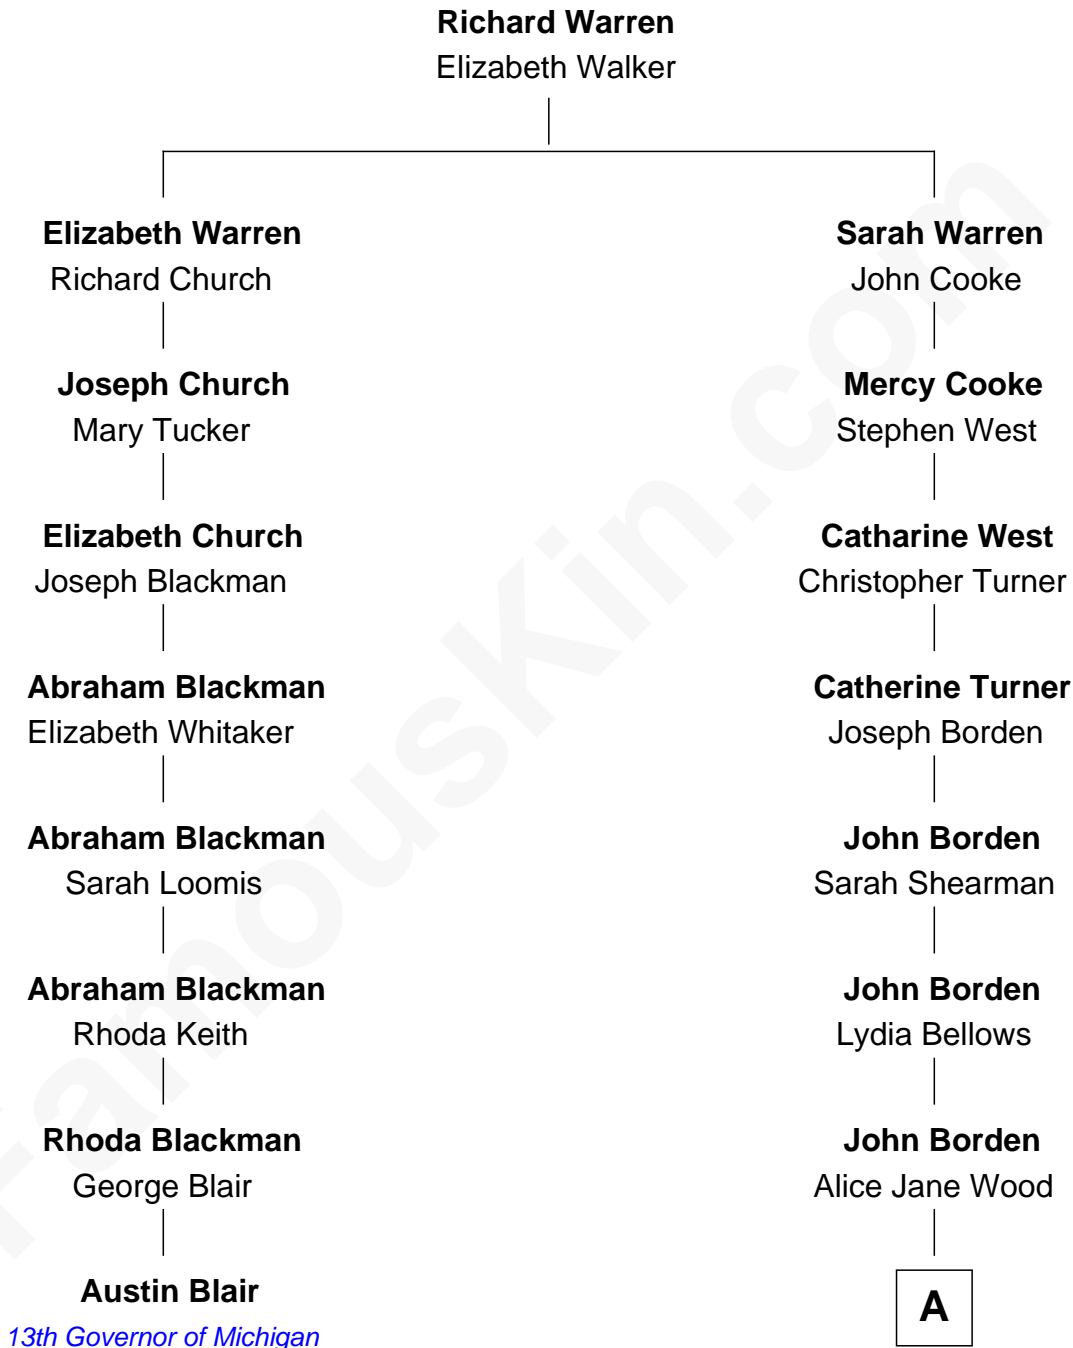 Richard Warren
Elizabeth Walker
Elizabeth Warren
Richard Church
Joseph Church
Mary Tucker
Elizabeth Church
Joseph Blackman
Abraham Blackman
Elizabeth Whitaker
Abraham Blackman
Sarah Loomis
Abraham Blackman
Rhoda Keith
Rhoda Blackman
George Blair
Austin Blair
13th Governor of Michigan
Sarah Warren
John Cooke
Mercy Cooke
Stephen West
Catharine West
Christopher Turner
Catherine Turner
Joseph Borden
John Borden
Sarah Shearman
John Borden
Lydia Bellows
John Borden
Alice Jane Wood
A
FamousKin.com